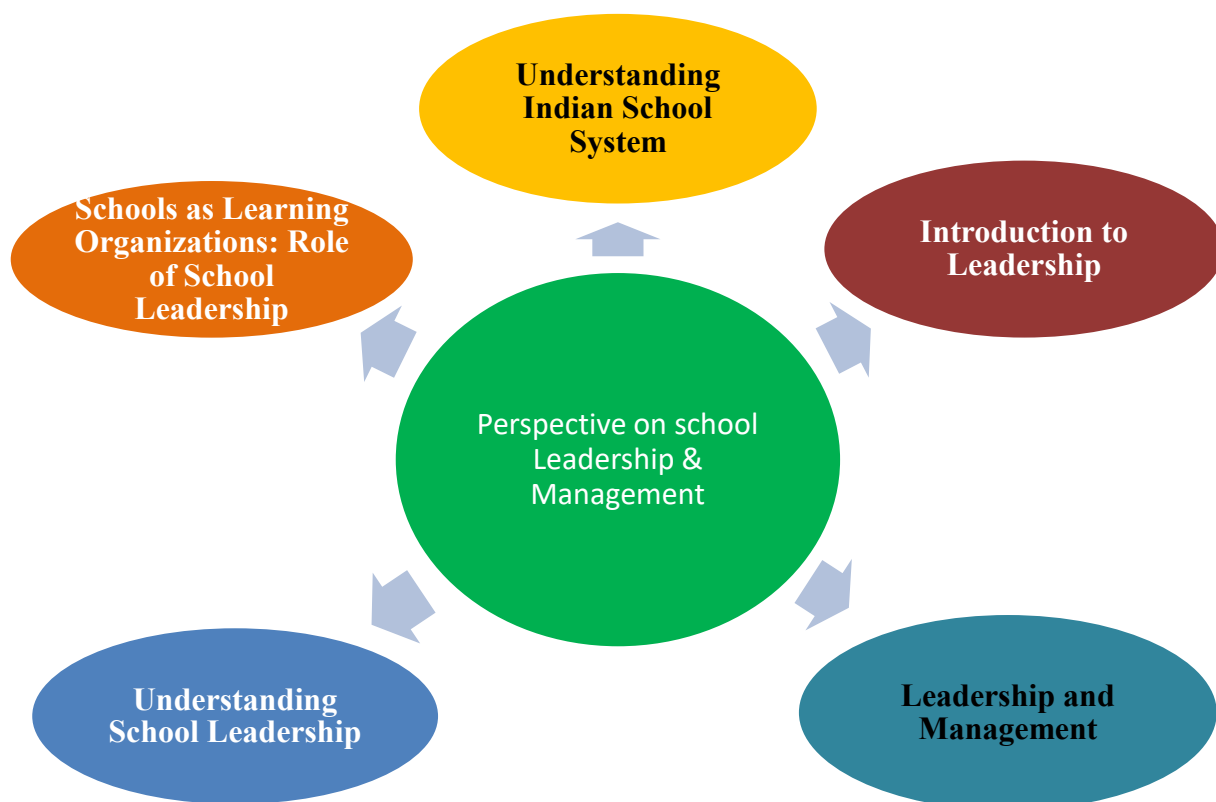 Understanding
Indian School
System
Schools as Learning
Organizations: Role
of School
Leadership
Introduction to
Leadership
Perspective on school
Leadership &
Management
Understanding
School Leadership
Leadership and
Management